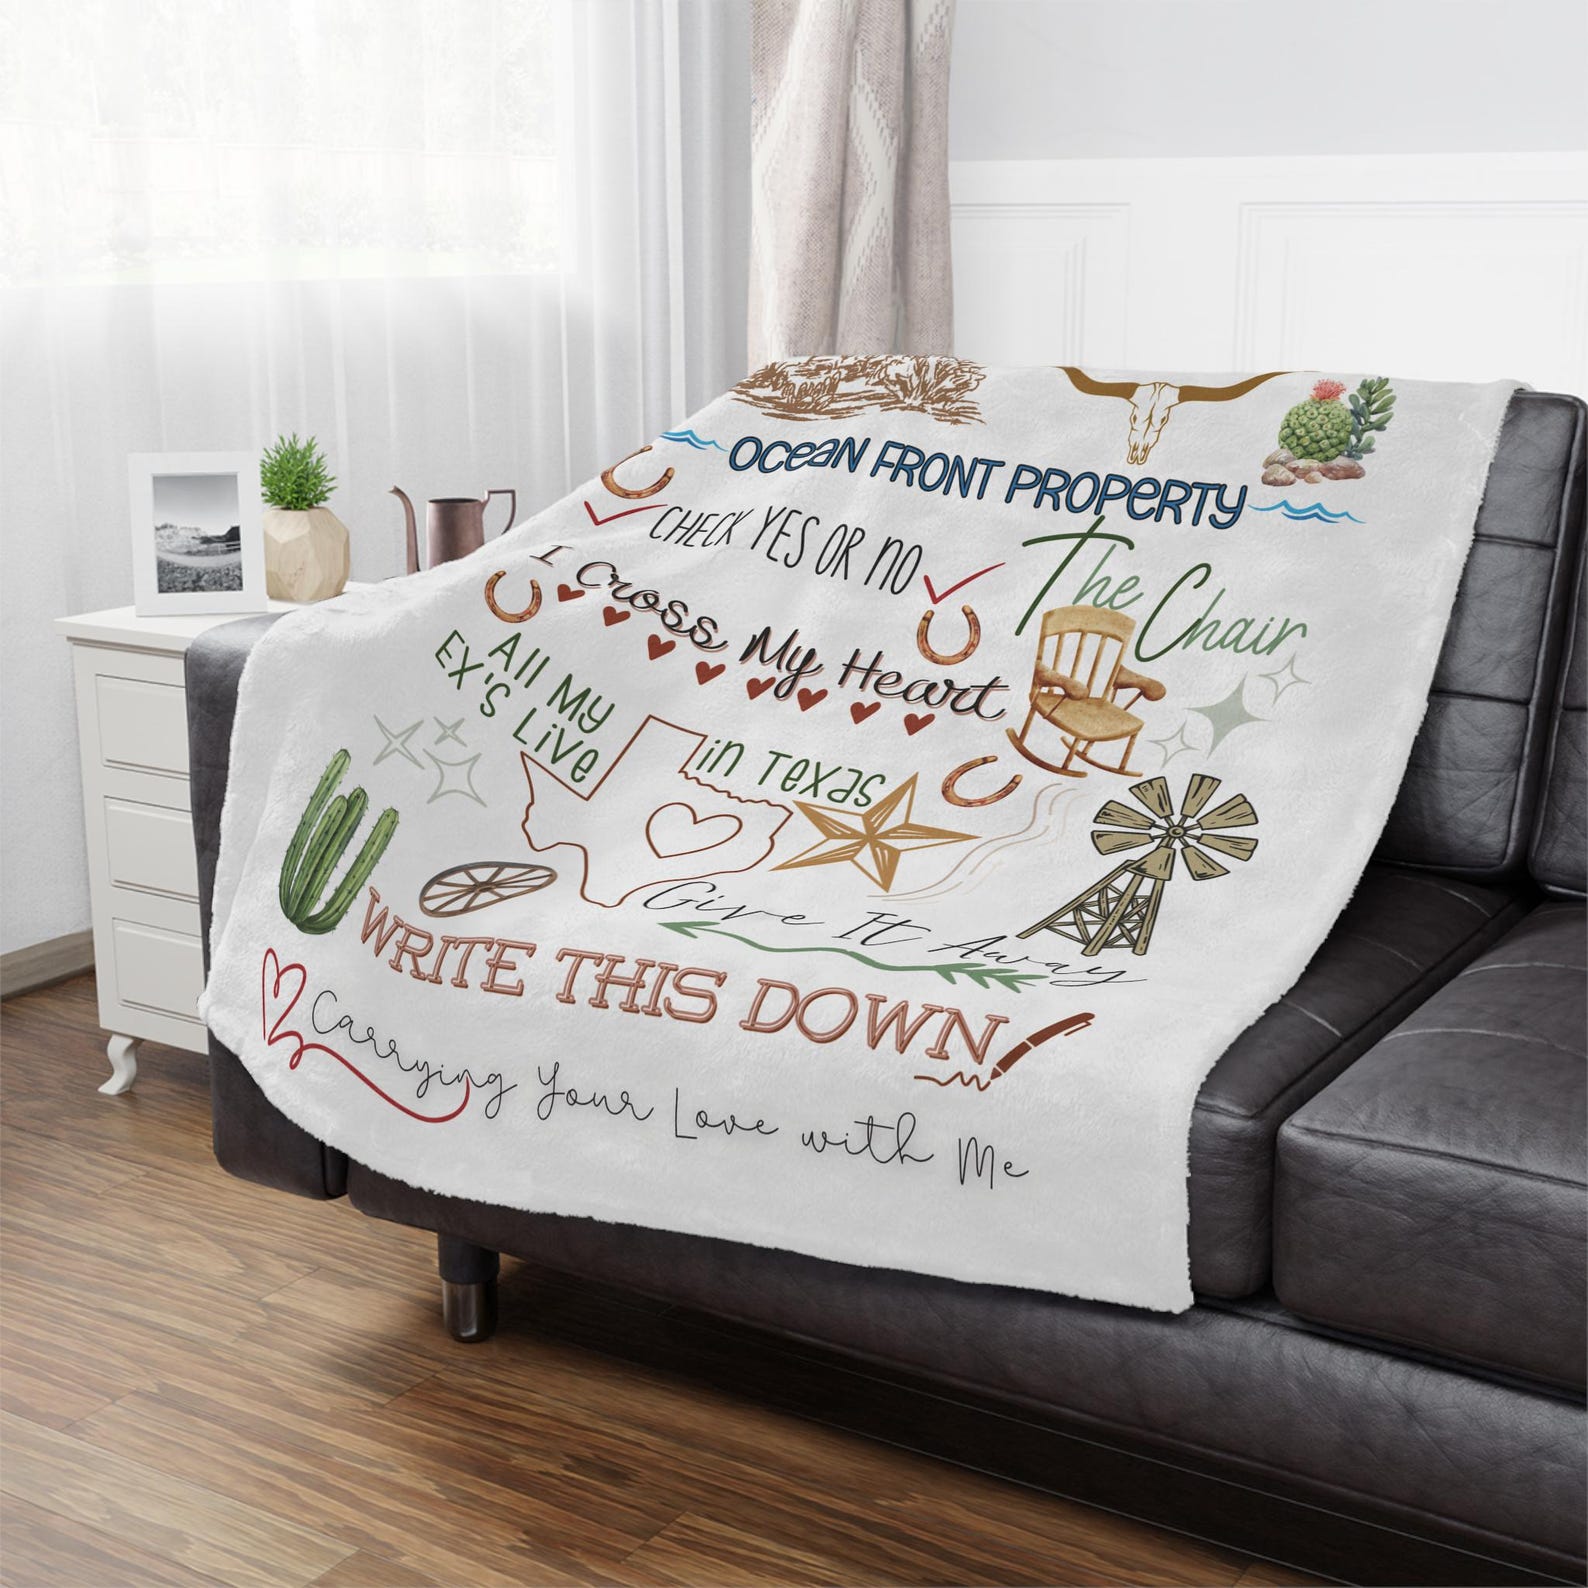 OCEAN FRONT PROPERTY
CHECK YES OR NO
The Chair
I Cross My Heart
All My
EX'S Live
in Texas
Give It Away
WRITE THIS DOWN
Carrying Your Love with Me